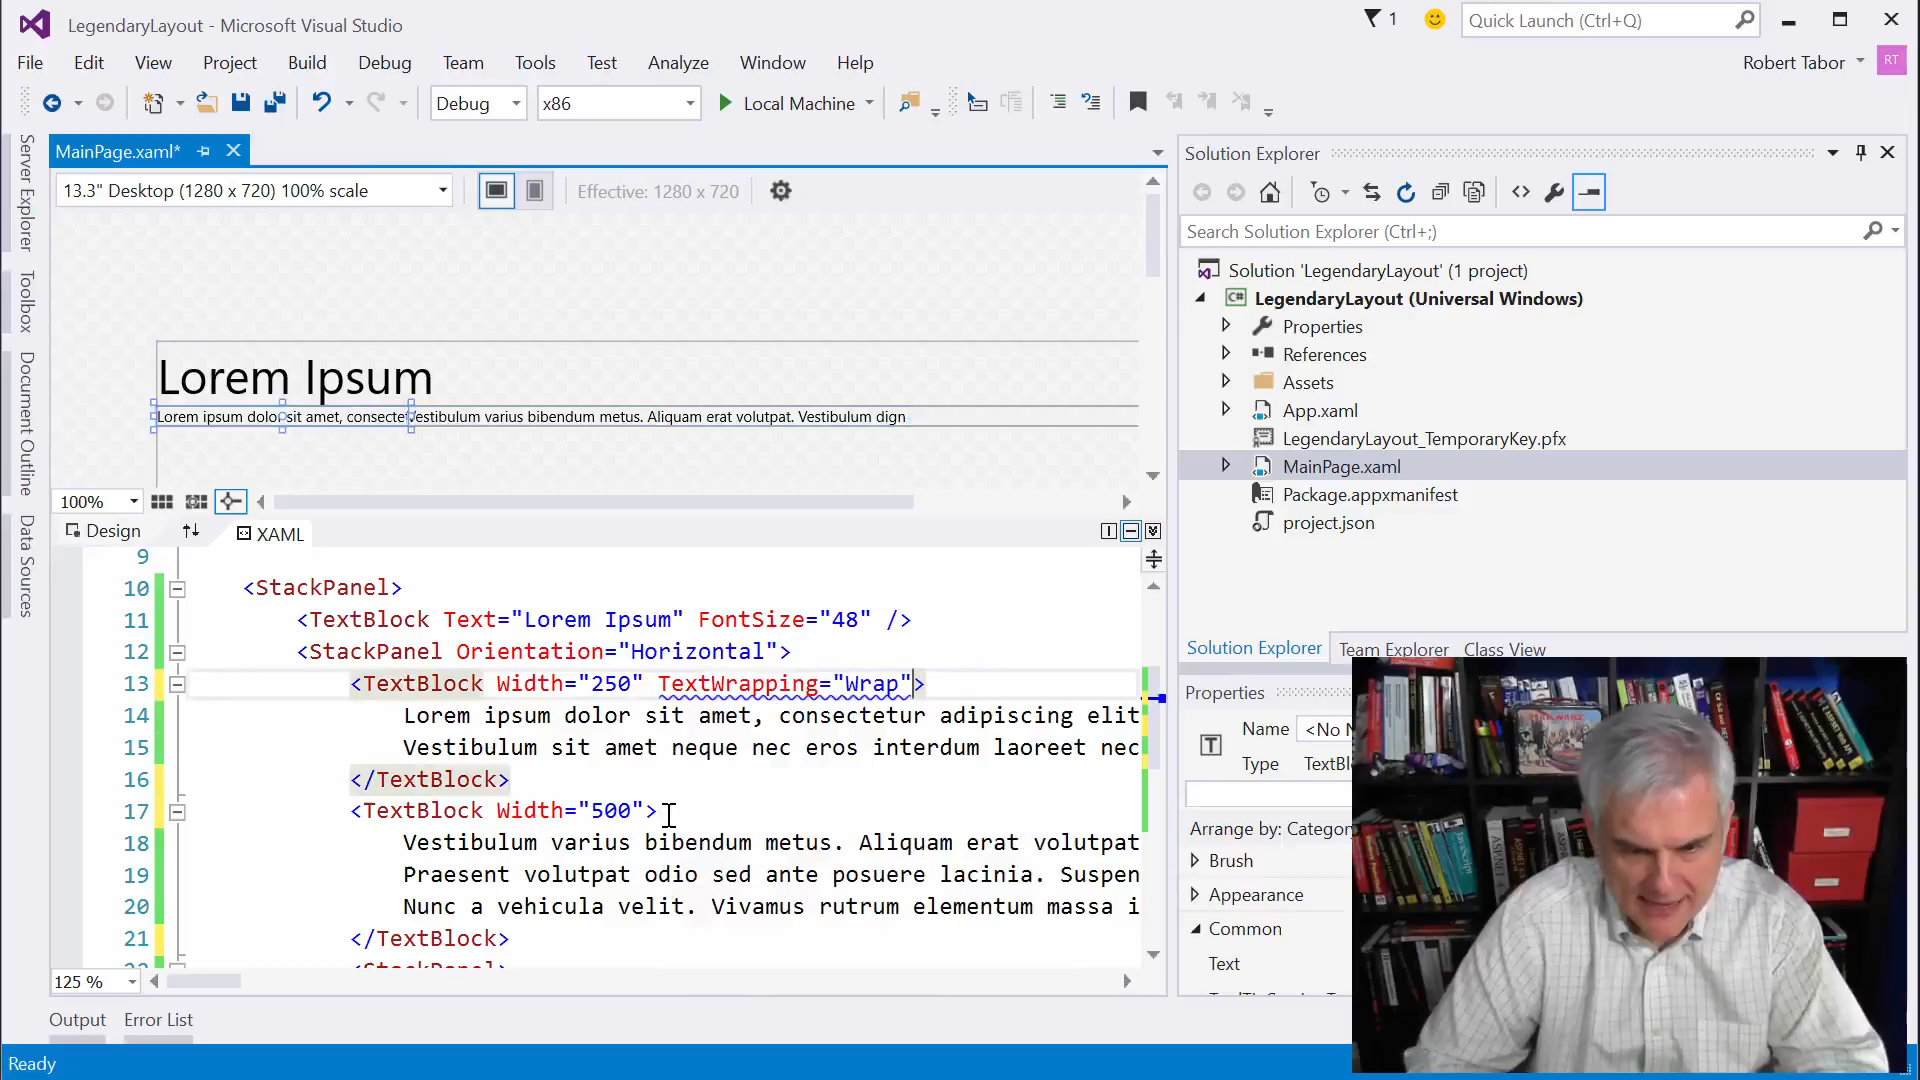 LegendaryLayout - Microsoft Visual Studio
1
Quick Launch (Ctrl+Q)
File Edit View Project Build Debug Team Tools Test Analyze Window Help
Robert Tabor
RT
Debug
x86
Local Machine
Server Explorer
Toolbox
Document Outline
Data Sources
MainPage.xaml*
13.3" Desktop (1280 x 720) 100% scale
Effective: 1280 x 720
Lorem Ipsum
Lorem ipsum dolor sit amet, consectet
Vestibulum varius bibendum metus. Aliquam erat volutpat. Vestibulum dign
100%
Design
XAML
9
10 <StackPanel>
11 <TextBlock Text="Lorem Ipsum" FontSize="48" />
12 <StackPanel Orientation="Horizontal">
13 <TextBlock Width="250" TextWrapping="Wrap">
14 Lorem ipsum dolor sit amet, consectetur adipiscing elit
15 Vestibulum sit amet neque nec eros interdum laoreet nec
16 </TextBlock>
17 <TextBlock Width="500">
18 Vestibulum varius bibendum metus. Aliquam erat volutpat
19 Praesent volutpat odio sed ante posuere lacinia. Suspen
20 Nunc a vehicula velit. Vivamus rutrum elementum massa i
21 </TextBlock>
125 %
Output Error List
Ready
Solution Explorer
Search Solution Explorer (Ctrl+;)
Solution 'LegendaryLayout' (1 project)
C# LegendaryLayout (Universal Windows)
Properties
References
Assets
App.xaml
LegendaryLayout_TemporaryKey.pfx
MainPage.xaml
Package.appxmanifest
project.json
Solution Explorer Team Explorer Class View
Properties
Name <No N
Type TextBl
Arrange by: Categor
Brush
Appearance
Common
Text